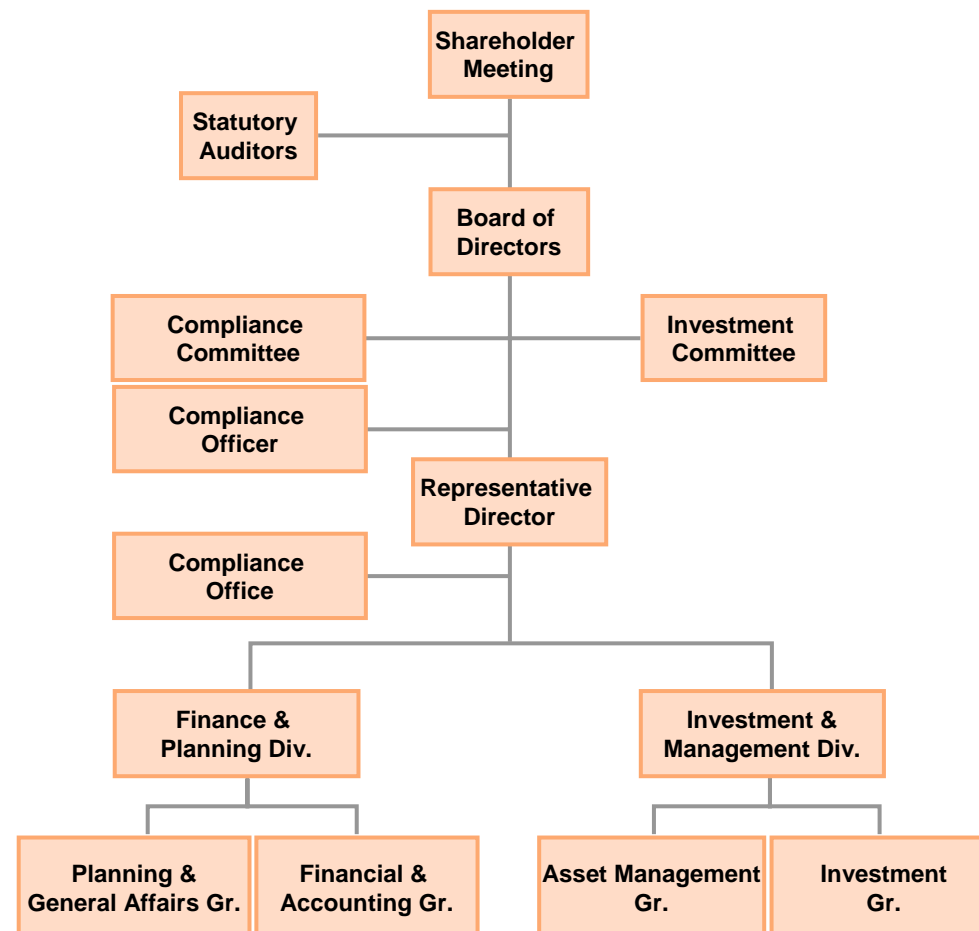 Shareholder
Meeting
Statutory
Auditors
Board of
Directors
Compliance
Committee
Investment
Committee
Compliance
Officer
Representative
Director
Compliance
Office
Finance &
Planning Div.
Investment &
Management Div.
Planning &
General Affairs Gr.
Financial &
Accounting Gr.
Asset Management
Gr.
Investment
Gr.